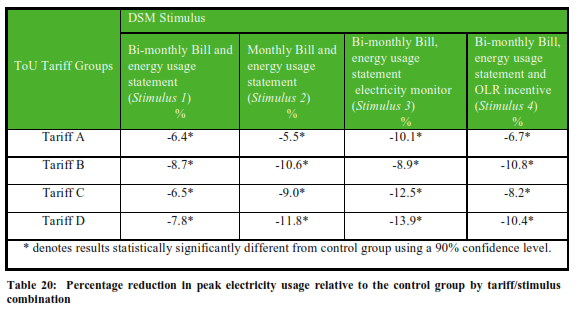 DSM Stimulus
ToU Tariff Groups
Bi-monthly Bill and
energy usage
statement
(Stimulus 1)
%
Monthly Bill and
energy usage
statement
(Stimulus 2)
%
Bi-monthly Bill,
energy usage
statement
electricity monitor
(Stimulus 3)
%
Bi-monthly Bill,
energy usage
statement and
OLR incentive
(Stimulus 4)
%
Tariff A -6.4* -5.5* -10.1* -6.7*
Tariff B -8.7* -10.6* -8.9* -10.8*
Tariff C -6.5* -9.0* -12.5* -8.2*
Tariff D -7.8* -11.8* -13.9* -10.4*
* denotes results statistically significantly different from control group using a 90% confidence level.
Table 20: Percentage reduction in peak electricity usage relative to the control group by tariff/stimulus
combination